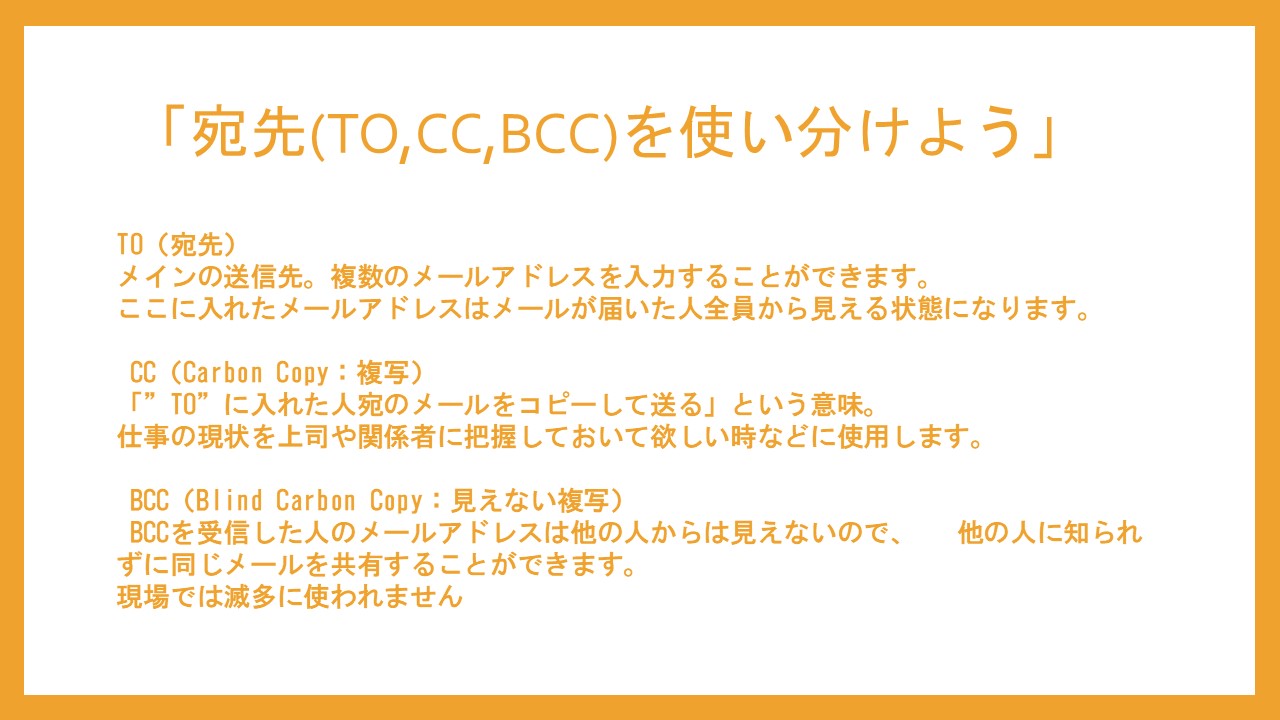 「宛先(TO,CC,BCC)を使い分けよう」
TO（宛先）
メインの送信先。複数のメールアドレスを入力することができます。
ここに入れたメールアドレスはメールが届いた人全員から見える状態になります。
CC（Carbon Copy：複写）
「”TO”に入れた人宛のメールをコピーして送る」という意味。
仕事の現状を上司や関係者に把握しておいて欲しい時などに使用します。
BCC（Blind Carbon Copy：見えない複写）
BCCを受信した人のメールアドレスは他の人からは見えないので、　他の人に知られ
ずに同じメールを共有することができます。
現場では滅多に使われません